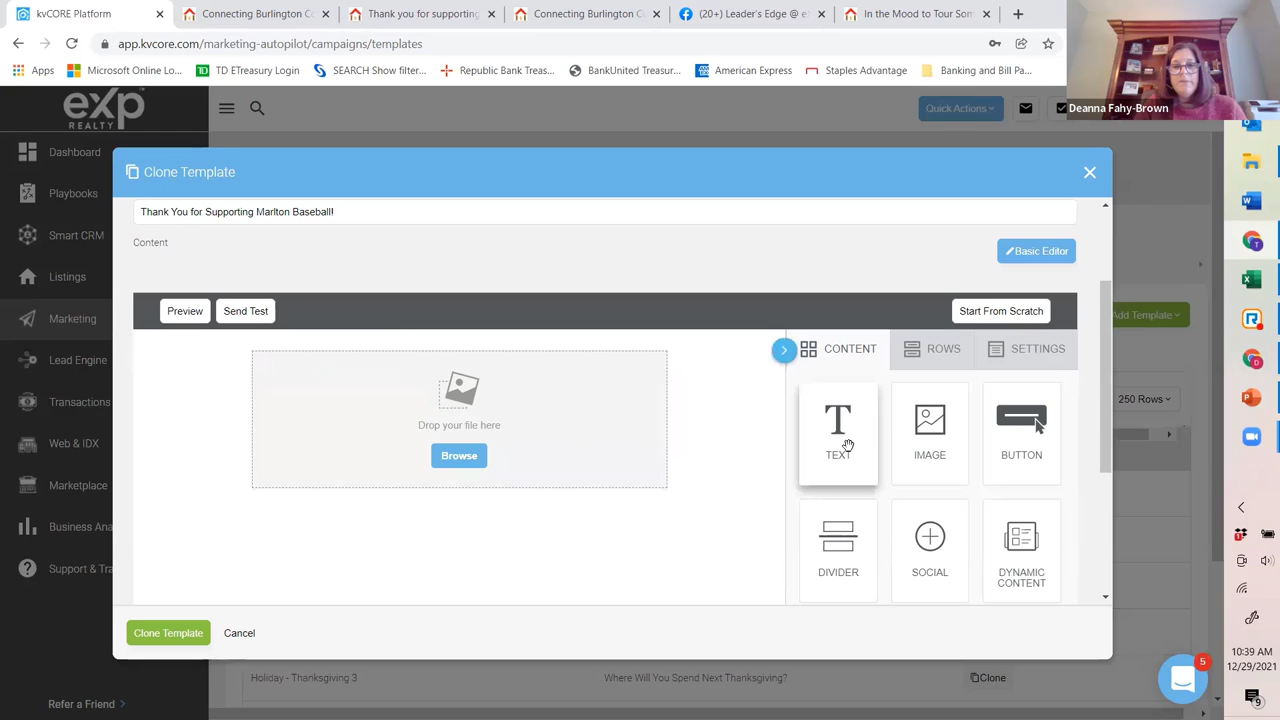 kvCORE Platform
Connecting Burlington C
Thank you for supporting
Connecting Burlington C
(20+) Leader's Edge @ e
In the Mood to Tour Som
app.kvcore.com/marketing-autopilot/campaigns/templates
Apps
Microsoft Online Lo...
TD ETreasury Login
SEARCH Show filter...
Republic Bank Treas...
BankUnited Treasur...
American Express
Staples Advantage
Banking and Bill Pa...
Deanna Fahy-Brown
exp
REALTY
Quick Actions
Dashboard
Playbooks
Smart CRM
Listings
Marketing
Lead Engine
Transactions
Web & IDX
Marketplace
Business Ana
Support & Tra
Refer a Friend
Clone Template
Thank You for Supporting Marlton Baseball!
Content
Basic Editor
Preview
Send Test
Start From Scratch
CONTENT
ROWS
SETTINGS
Drop your file here
Browse
TEXT
IMAGE
BUTTON
DIVIDER
SOCIAL
DYNAMIC
CONTENT
Clone Template
Cancel
Add Template
250 Rows
Holiday - Thanksgiving 3
Where Will You Spend Next Thanksgiving?
Clone
5
10:39 AM
12/29/2021
9